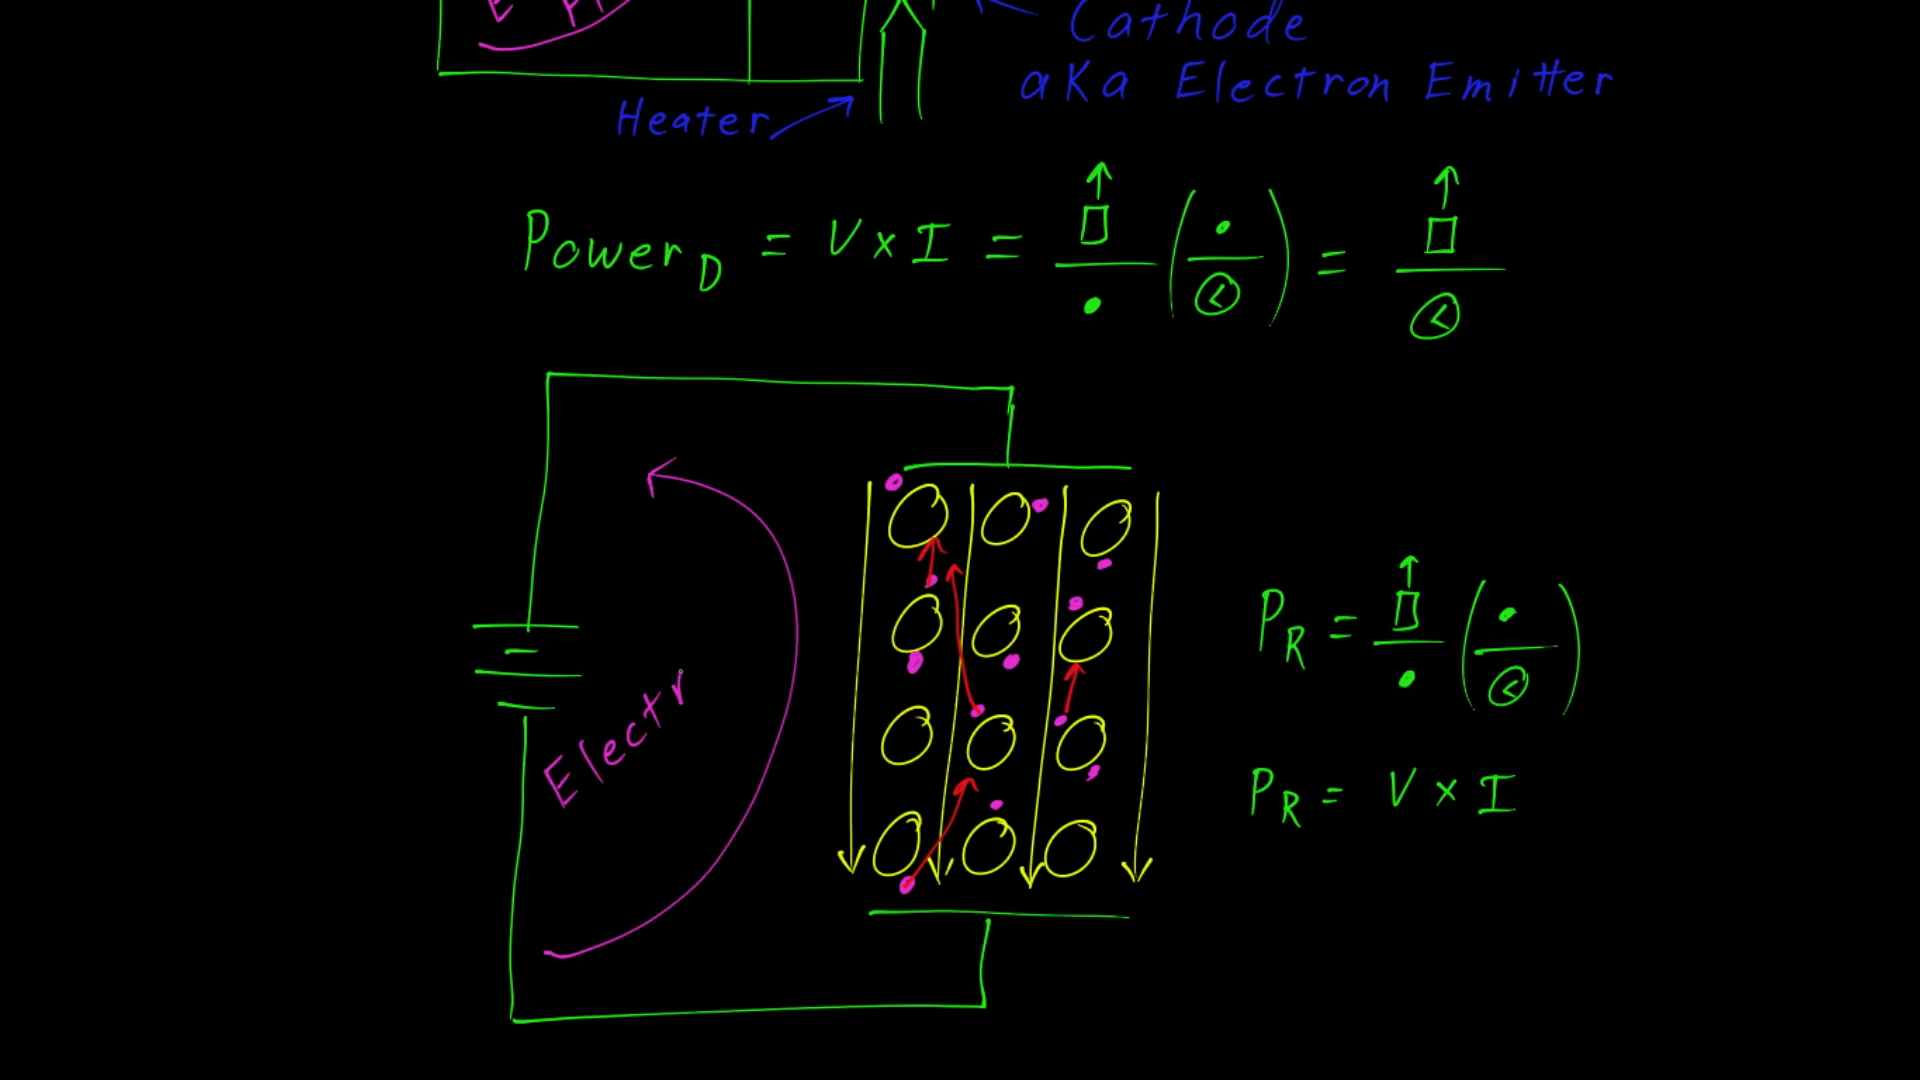 Cathode
aKa Electron Emitter
Heater
Power_D = V x I =
Electr
P_R =
P_R = V x I